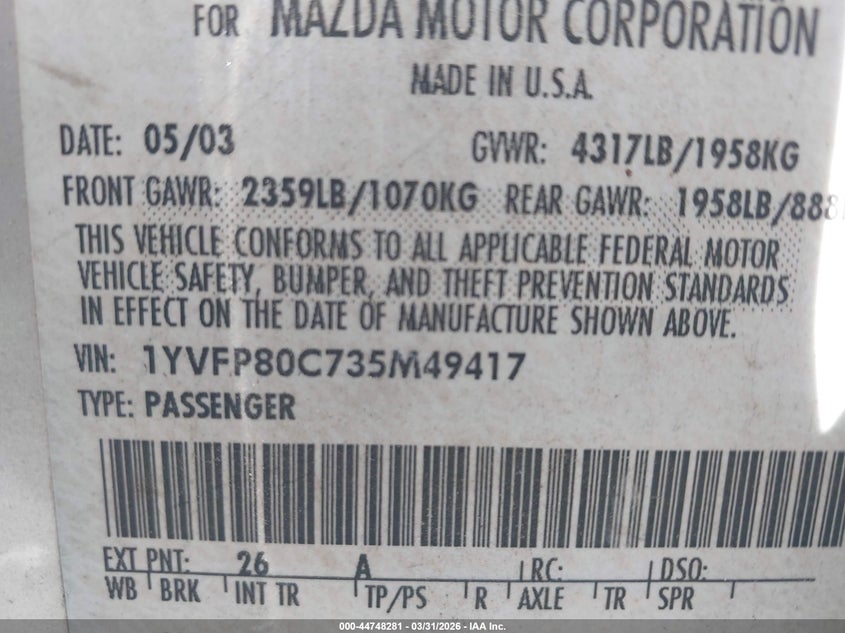 FOR MAZDA MOTOR CORPORATION
MADE IN U.S.A.
DATE: 05/03 GVWR: 4317LB/1958KG
FRONT GAWR: 2359LB/1070KG REAR GAWR: 1958LB/888
THIS VEHICLE CONFORMS TO ALL APPLICABLE FEDERAL MOTOR
VEHICLE SAFETY, BUMPER, AND THEFT PREVENTION STANDARDS
IN EFFECT ON THE DATE OF MANUFACTURE SHOWN ABOVE.
VIN: 1YVFP80C735M49417
TYPE: PASSENGER
EXT PNT: 26 A RC: DSO:
WB BRK INT TR TP/PS R AXLE TR SPR
000-44748281 - 03/31/2026 - IAA Inc.